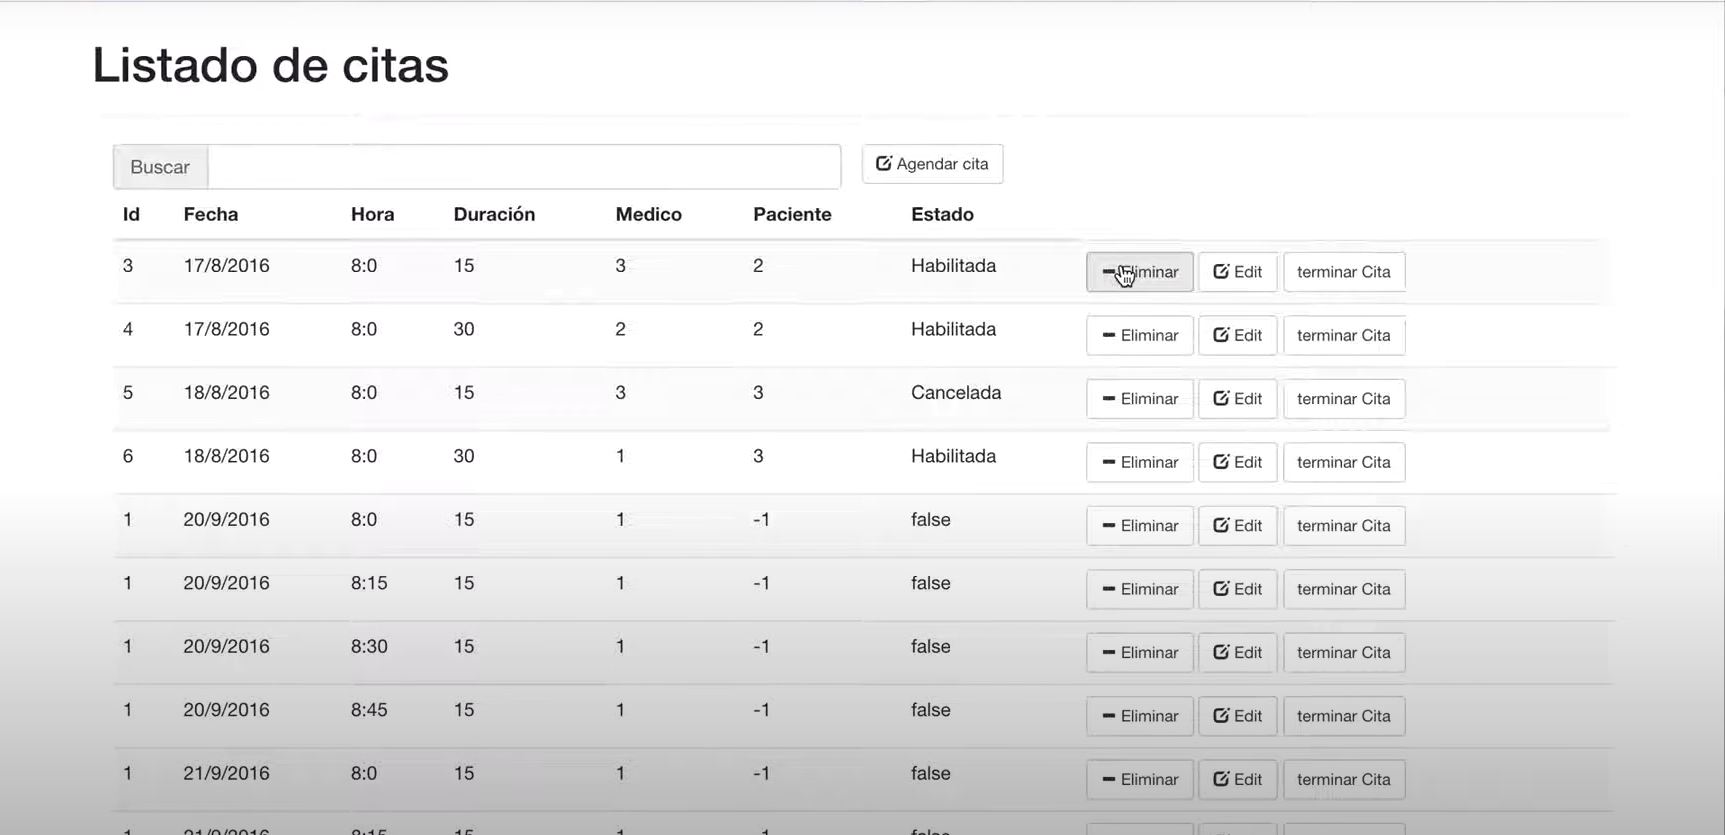 Listado de citas
Buscar Agendar cita
Id Fecha Hora Duración Medico Paciente Estado
3 17/8/2016 8:0 15 3 2 Habilitada Eliminar Edit terminar Cita
4 17/8/2016 8:0 30 2 2 Habilitada Eliminar Edit terminar Cita
5 18/8/2016 8:0 15 3 3 Cancelada Eliminar Edit terminar Cita
6 18/8/2016 8:0 30 1 3 Habilitada Eliminar Edit terminar Cita
1 20/9/2016 8:0 15 1 -1 false Eliminar Edit terminar Cita
1 20/9/2016 8:15 15 1 -1 false Eliminar Edit terminar Cita
1 20/9/2016 8:30 15 1 -1 false Eliminar Edit terminar Cita
1 20/9/2016 8:45 15 1 -1 false Eliminar Edit terminar Cita
1 21/9/2016 8:0 15 1 -1 false Eliminar Edit terminar Cita